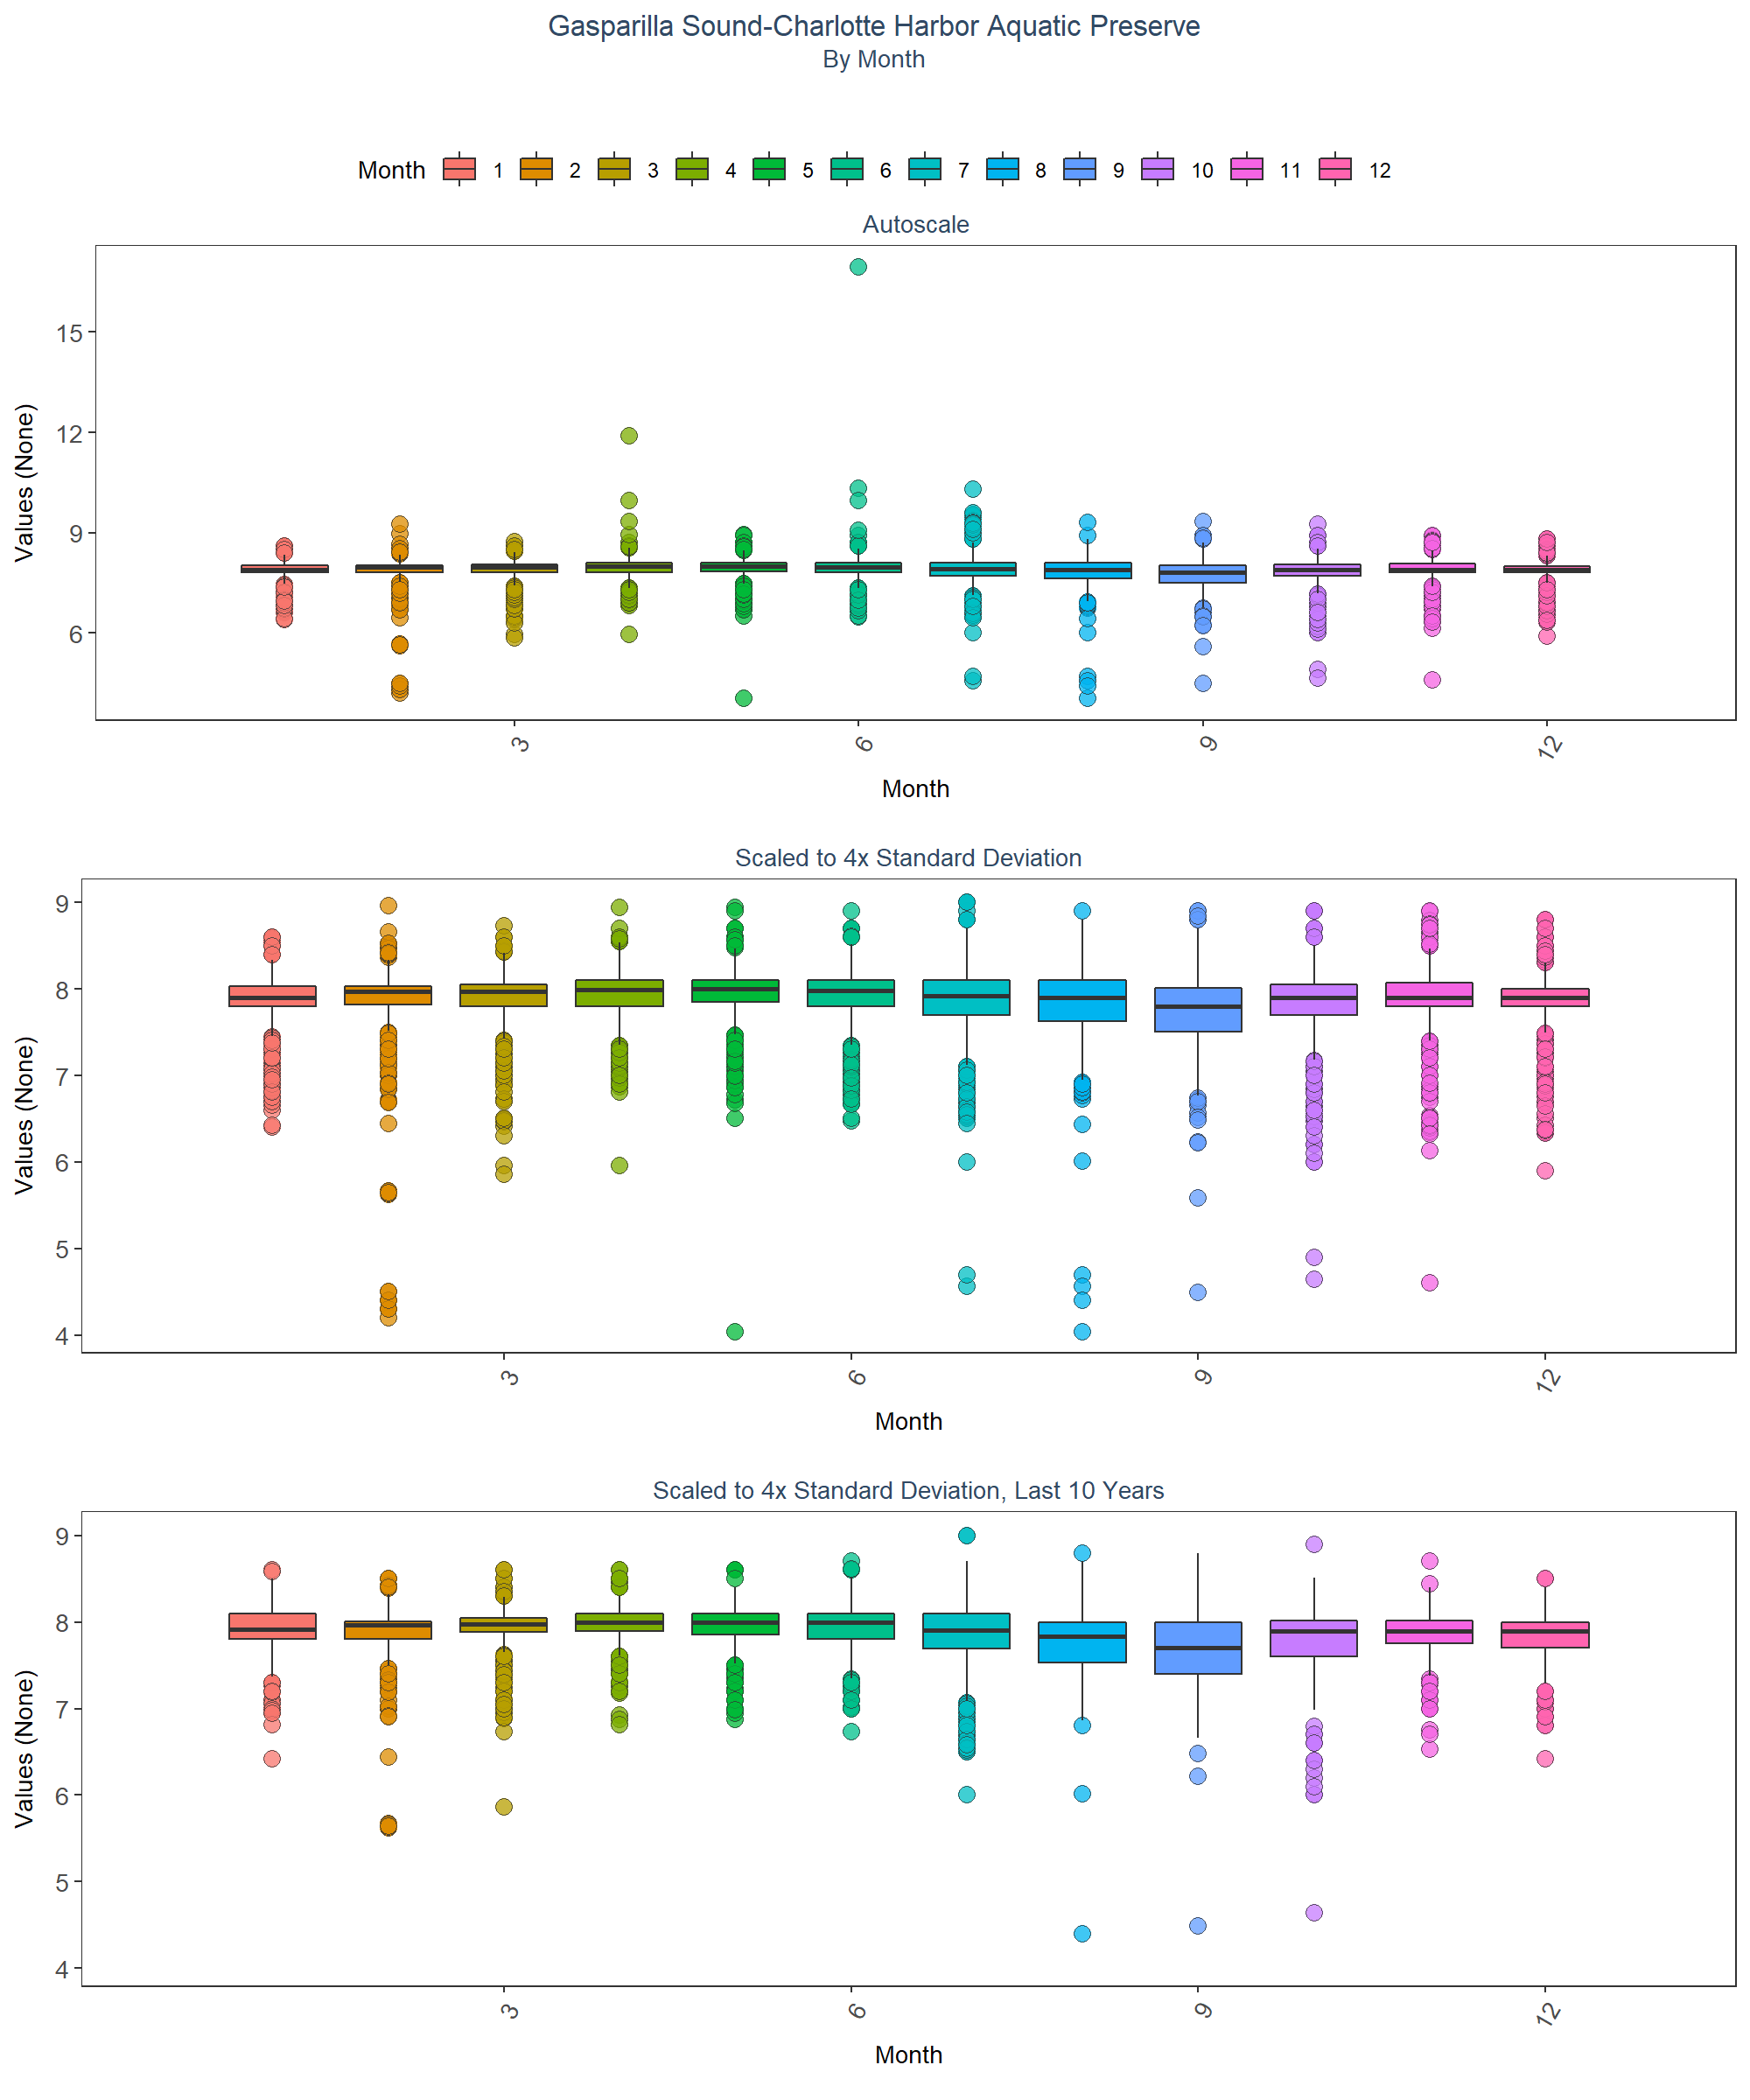 Gasparilla Sound-Charlotte Harbor Aquatic Preserve
By Month
Month 1 2 3 4 5 6 7 8 9 10 11 12
Autoscale
Values (None)
15
12
9
6
3 6 9 12
Month
Scaled to 4x Standard Deviation
Values (None)
9
8
7
6
5
4
3 6 9 12
Month
Scaled to 4x Standard Deviation, Last 10 Years
Values (None)
9
8
7
6
5
4
3 6 9 12
Month